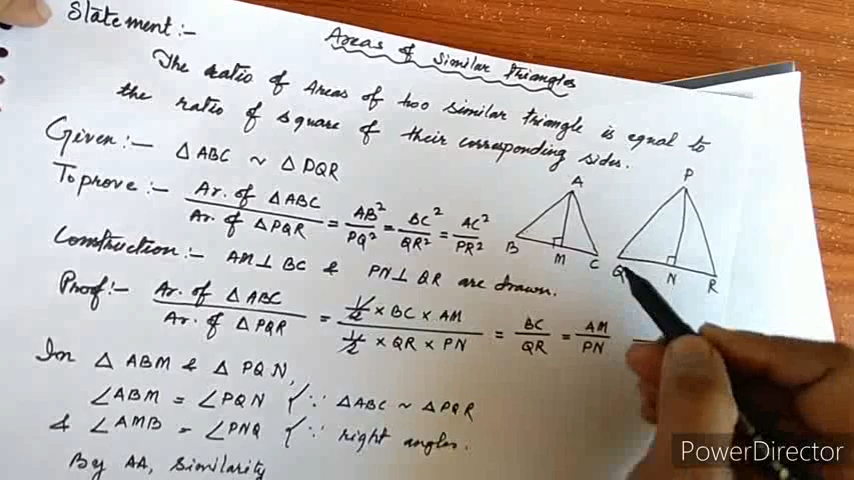 Statement:-
Areas of Similar triangles
The ratio of Areas of two similar triangle is equal to
the ratio of square of their corresponding sides.
Given:- △ABC ~ △PQR
To prove:- Ar. of △ABC / Ar. of △PQR = AB²/PQ² = BC²/QR² = AC²/PR²
Construction:- AM⊥BC & PN⊥QR are drawn.
Proof:- Ar. of △ABC / Ar. of △PQR = ½ × BC × AM / ½ × QR × PN = BC/QR = AM/PN
In △ABM & △PQN,
∠ABM = ∠PQN {∵ △ABC ~ △PQR
& ∠AMB = ∠PNQ {∵ right angles.
By AA, Similarity
A
B
M
C
P
Q
N
R
PowerDirector